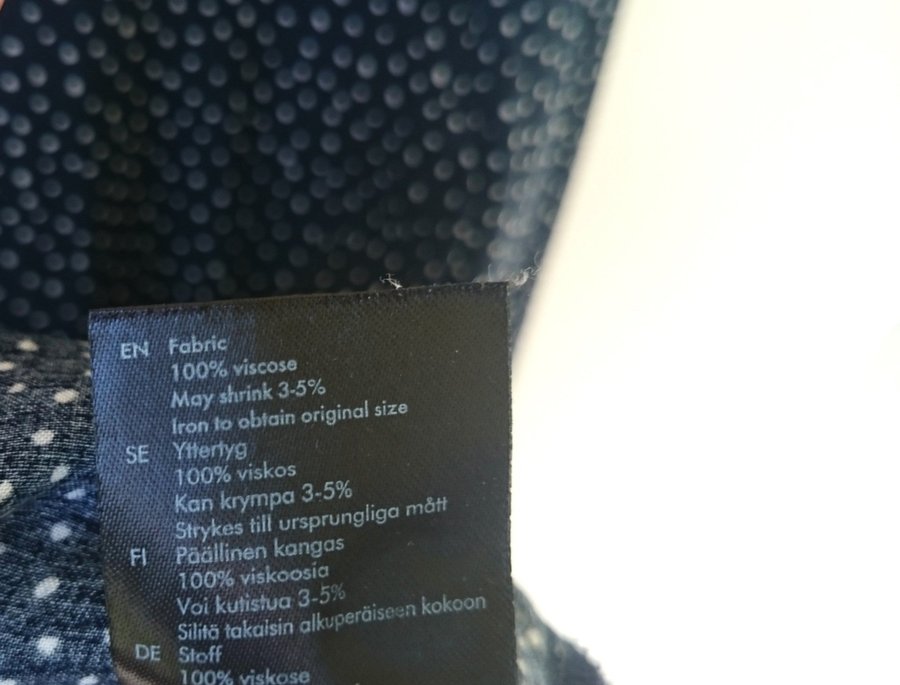 EN Fabric
100% viscose
May shrink 3-5%
Iron to obtain original size
SE Yttertyg
100% viskos
Kan krympa 3-5%
Strykes till ursprungliga mått
FI Päällinen kangas
100% viskoosia
Voi kutistua 3-5%
Silitä takaisin alkuperäiseen kokoon
DE Stoff
100% viskose